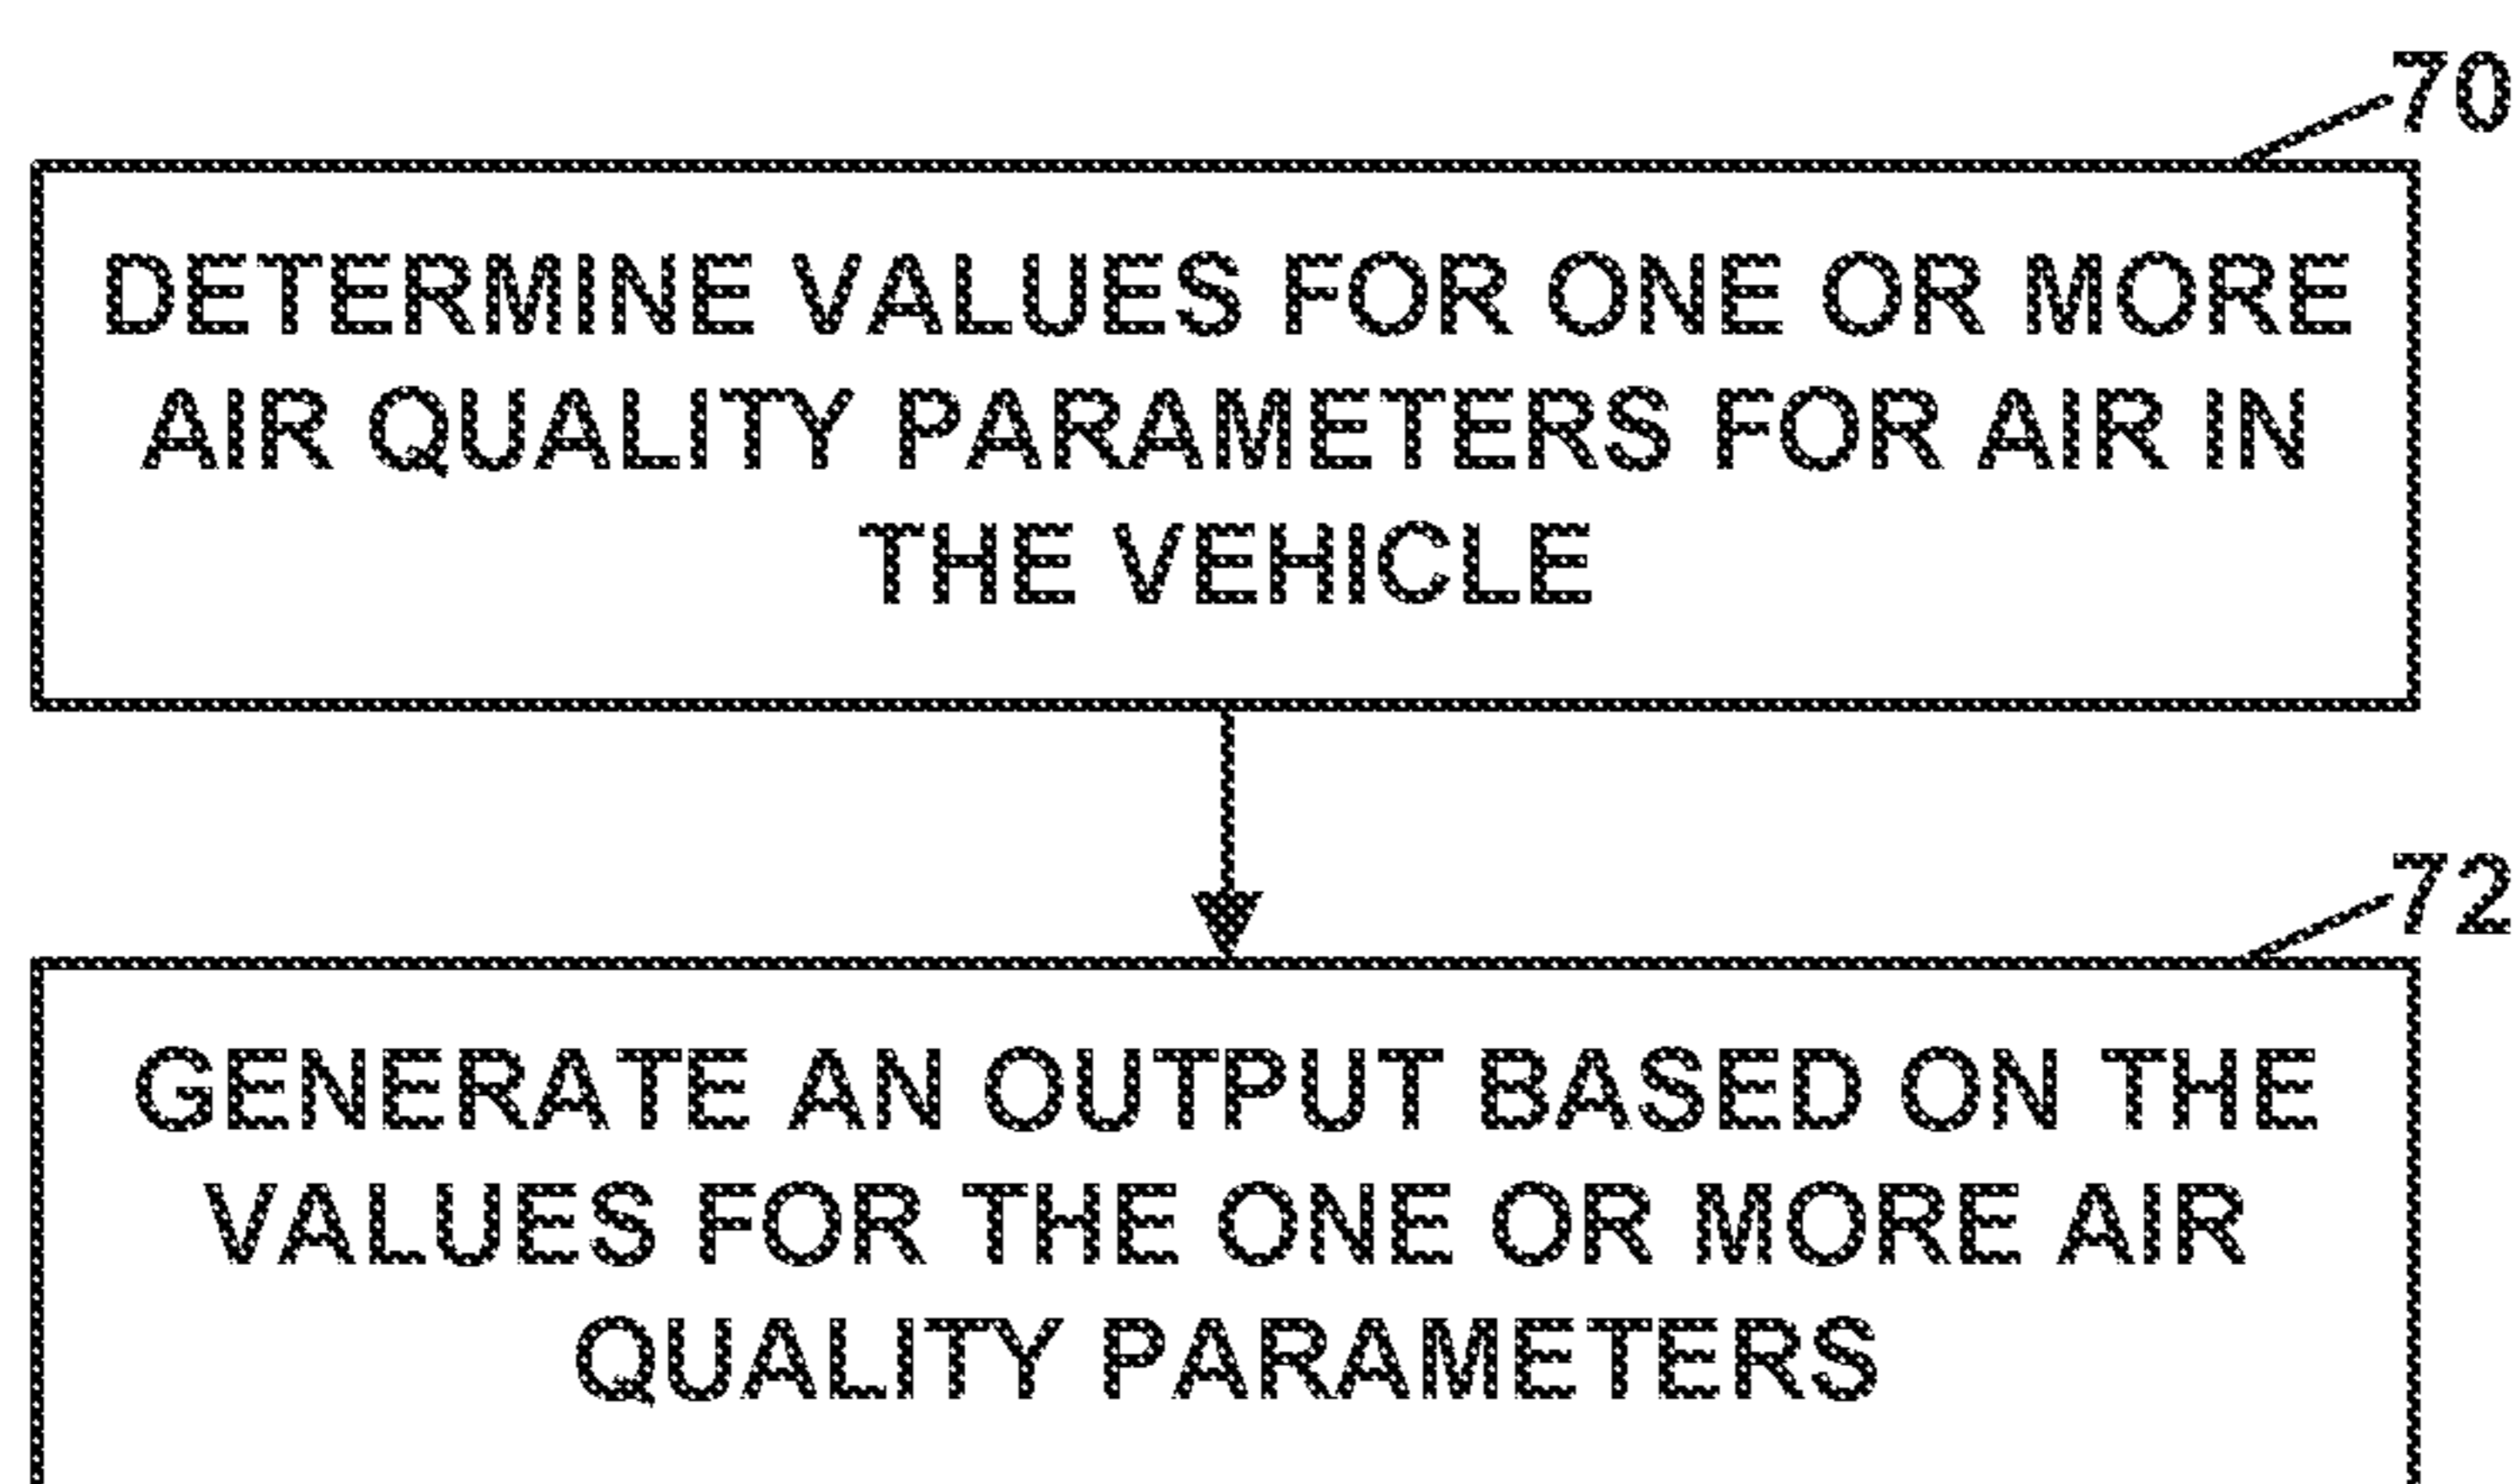 70
DETERMINE VALUES FOR ONE OR MORE
AIR QUALITY PARAMETERS FOR AIR IN
THE VEHICLE
72
GENERATE AN OUTPUT BASED ON THE
VALUES FOR THE ONE OR MORE AIR
QUALITY PARAMETERS